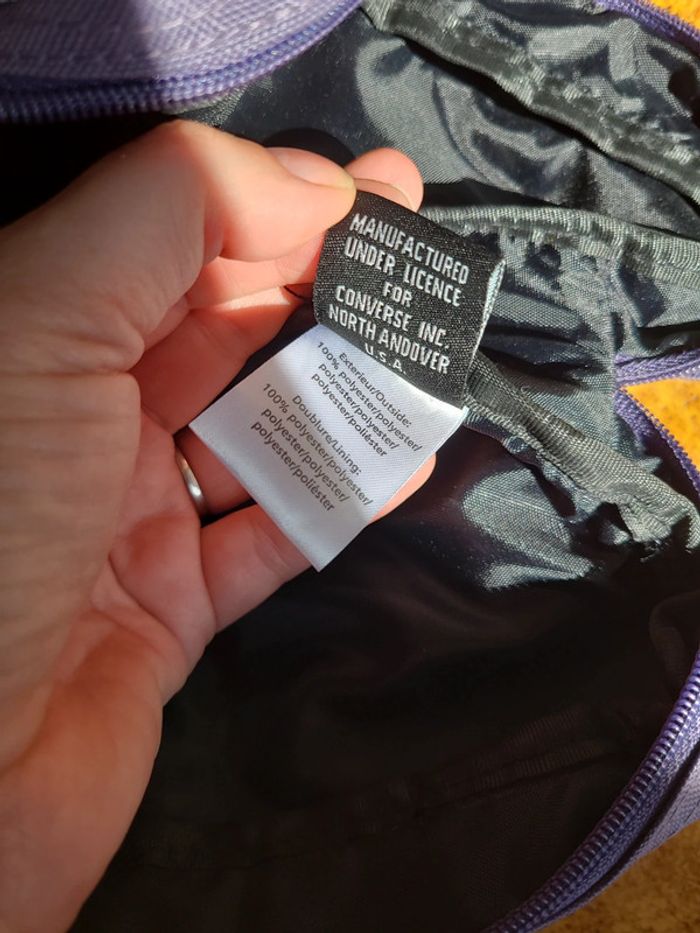 MANUFACTURED
UNDER LICENCE
FOR
CONVERSE INC.
NORTH ANDOVER
U.S.A
Exterieur/Outside:
100% polyester/polyester/
polyester/polyester/
polyester/poliéster
Doublure/Lining:
100% polyester/polyester/
polyester/polyester/
polyester/poliéster